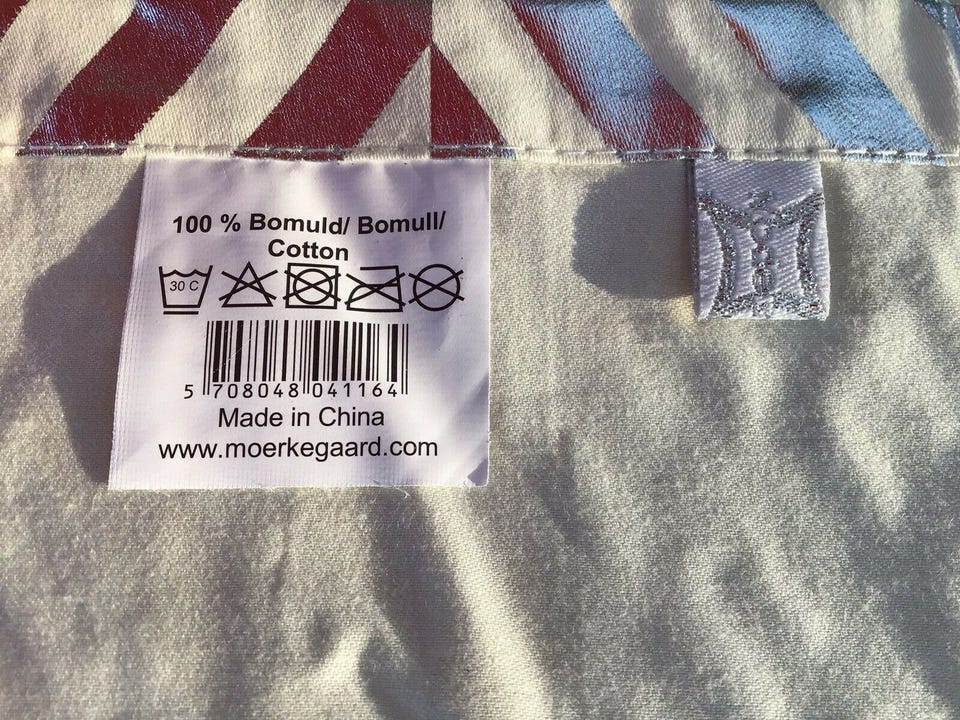 100 % Bomuld/ Bomull/
Cotton
30 C
5 708048 041164
Made in China
www.moerkegaard.com